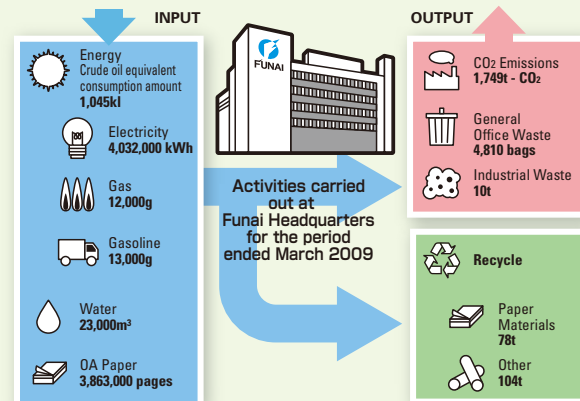 INPUT
Energy
Crude oil equivalent
consumption amount
1,045kl
Electricity
4,032,000 kWh
Gas
12,000g
Gasoline
13,000g
Water
23,000m³
OA Paper
3,863,000 pages
FUNAI
Activities carried
out at
Funai Headquarters
for the period
ended March 2009
OUTPUT
CO₂ Emissions
1,749t - CO₂
General
Office Waste
4,810 bags
Industrial Waste
10t
Recycle
Paper
Materials
78t
Other
104t